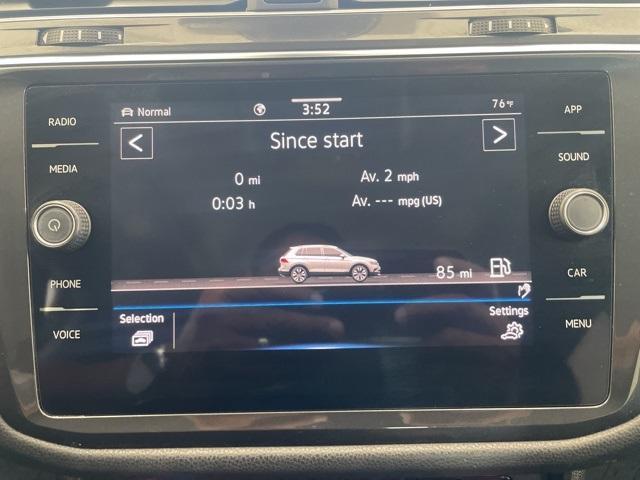 Normal 3:52 76 °F
RADIO
APP
Since start
MEDIA
SOUND
0 mi
Av. 2 mph
0:03 h
Av. --- mpg (US)
85 mi
PHONE
CAR
Selection
Settings
VOICE
MENU